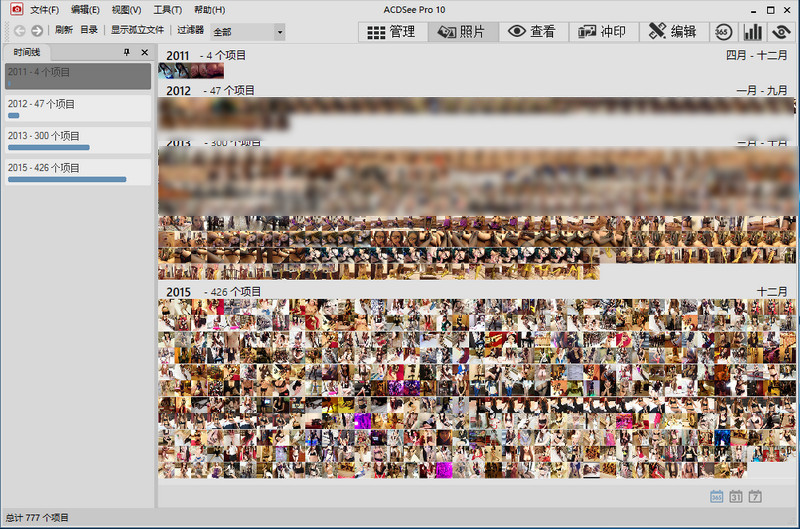 ACDSee Pro 10
文件(F) 编辑(E) 视图(V) 工具(T) 帮助(H)
刷新 目录 显示孤立文件 过滤器 全部
管理 照片 查看 冲印 编辑 365
时间线
2011 - 4 个项目
2012 - 47 个项目
2013 - 300 个项目
2015 - 426 个项目
2011 - 4 个项目 四月 - 十二月
2012 - 47 个项目 一月 - 九月
2013 - 300 个项目
2015 - 426 个项目 十二月
365 31 7
总计 777 个项目